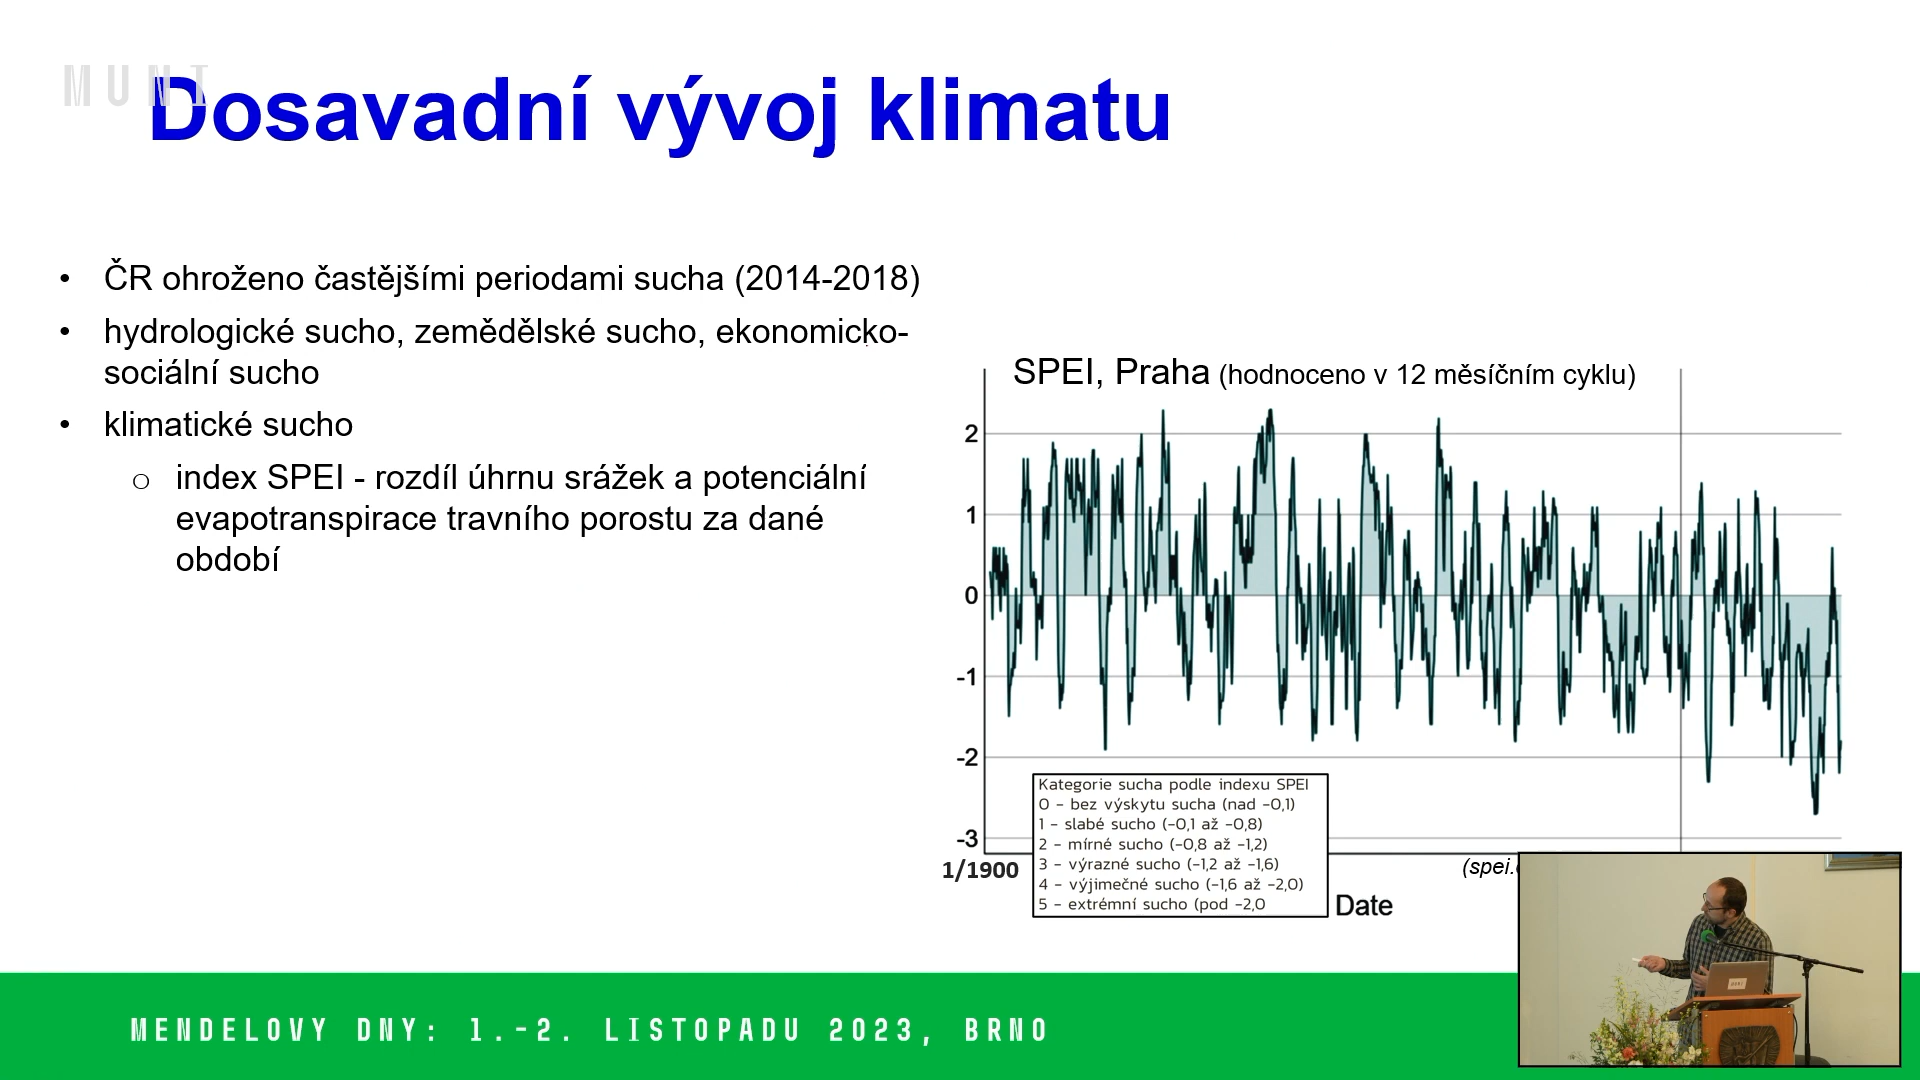 MUNI
Dosavadní vývoj klimatu
• ČR ohroženo častějšími periodami sucha (2014-2018)
• hydrologické sucho, zemědělské sucho, ekonomicko-
sociální sucho
• klimatické sucho
o index SPEI - rozdíl úhrnu srážek a potenciální
evapotranspirace travního porostu za dané
období
SPEI, Praha (hodnoceno v 12 měsíčním cyklu)
2
1
0
-1
-2
-3
1/1900
Kategorie sucha podle indexu SPEI
0 - bez výskytu sucha (nad -0,1)
1 - slabé sucho (-0,1 až -0,8)
2 - mírné sucho (-0,8 až -1,2)
3 - výrazné sucho (-1,2 až -1,6)
4 - výjimečné sucho (-1,6 až -2,0)
5 - extrémní sucho (pod -2,0
Date
MENDELOVY DNY: 1.-2. LISTOPADU 2023, BRNO